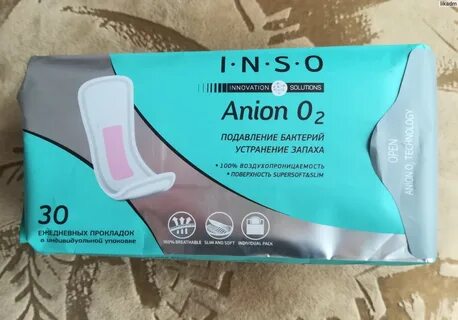 lilkadm
I·N·S·O
INNOVATION SOLUTIONS
Anion O2
ПОДАВЛЕНИЕ БАКТЕРИЙ
УСТРАНЕНИЕ ЗАПАХА
• 100% ВОЗДУХОПРОНИЦАЕМОСТЬ
• ПОВЕРХНОСТЬ SUPERSOFT&SLIM
30
ЕЖЕДНЕВНЫХ ПРОКЛАДОК
в индивидуальной упаковке
100% BREATHABLE
SLIM AND SOFT
INDIVIDUAL PACK
OPEN
ANION O2 TECHNOLOGY